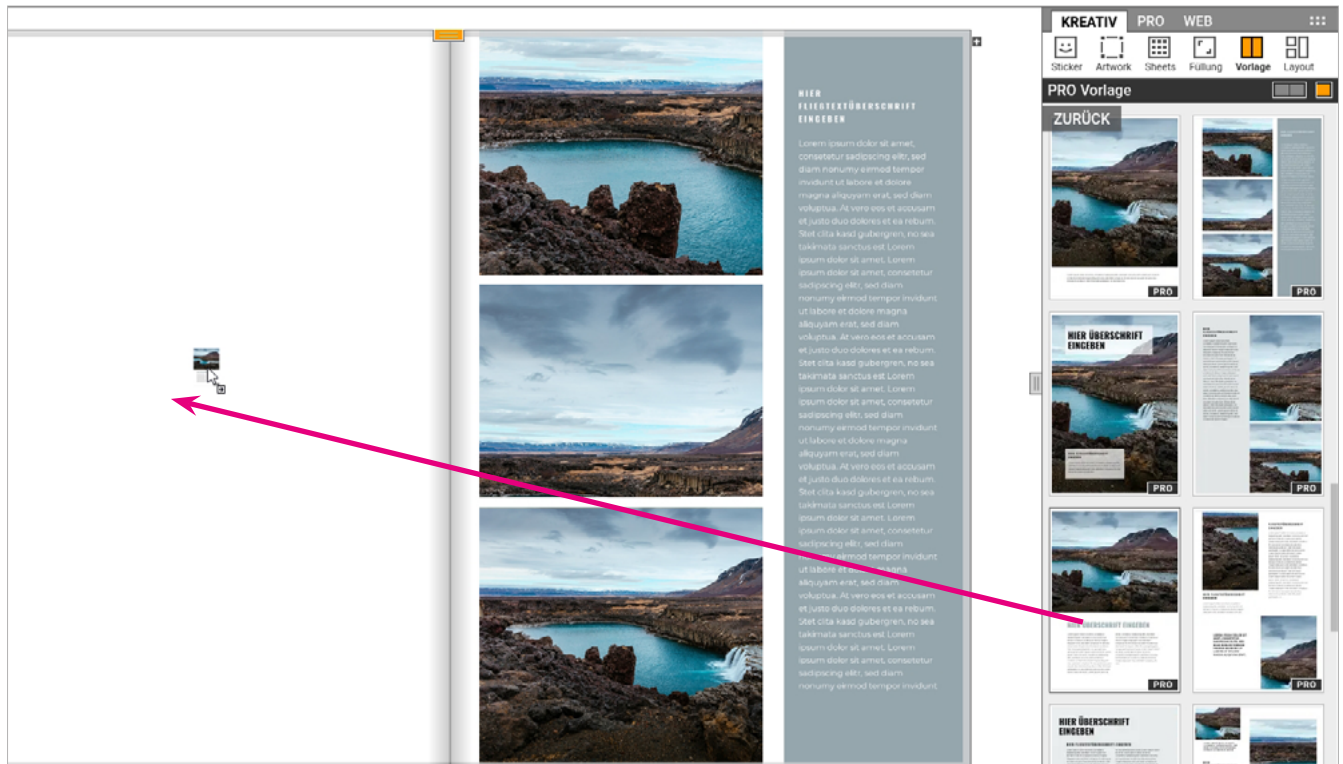 KREATIV PRO WEB
Sticker Artwork Sheets Füllung Vorlage Layout
PRO Vorlage
ZURÜCK
HIER
FLIEßTEXTÜBERSCHRIFT
EINGEBEN
Lorem ipsum dolor sit amet,
consetetur sadipscing elitr, sed
diam nonumy eirmod tempor
invidunt ut labore et dolore
magna aliquyam erat, sed diam
voluptua. At vero eos et accusam
et justo duo dolores et ea rebum.
Stet clita kasd gubergren, no sea
takimata sanctus est Lorem
ipsum dolor sit amet. Lorem
ipsum dolor sit amet, consetetur
sadipscing elitr, sed diam
nonumy eirmod tempor invidunt
ut labore et dolore magna
aliquyam erat, sed diam
voluptua. At vero eos et accusam
et justo duo dolores et ea rebum.
Stet clita kasd gubergren, no sea
takimata sanctus est Lorem
ipsum dolor sit amet. Lorem
ipsum dolor sit amet, consetetur
sadipscing elitr, sed diam
nonumy eirmod tempor invidunt
ut labore et dolore magna
aliquyam erat, sed diam
voluptua. At vero eos et accusam
et justo duo dolores et ea rebum.
Stet clita kasd gubergren, no sea
takimata sanctus est Lorem
ipsum dolor sit amet. Lorem
ipsum dolor sit amet, consetetur
sadipscing elitr, sed diam
nonumy eirmod tempor invidunt
ut labore et dolore magna
aliquyam erat, sed diam
voluptua. At vero eos et accusam
et justo duo dolores et ea rebum.
Stet clita kasd gubergren, no sea
takimata sanctus est Lorem
ipsum dolor sit amet. Lorem
ipsum dolor sit amet, consetetur
sadipscing elitr, sed diam
nonumy eirmod tempor invidunt
PRO
PRO
HIER ÜBERSCHRIFT
EINGEBEN
PRO
PRO
HIER ÜBERSCHRIFT EINGEBEN
PRO
PRO
HIER ÜBERSCHRIFT
EINGEBEN